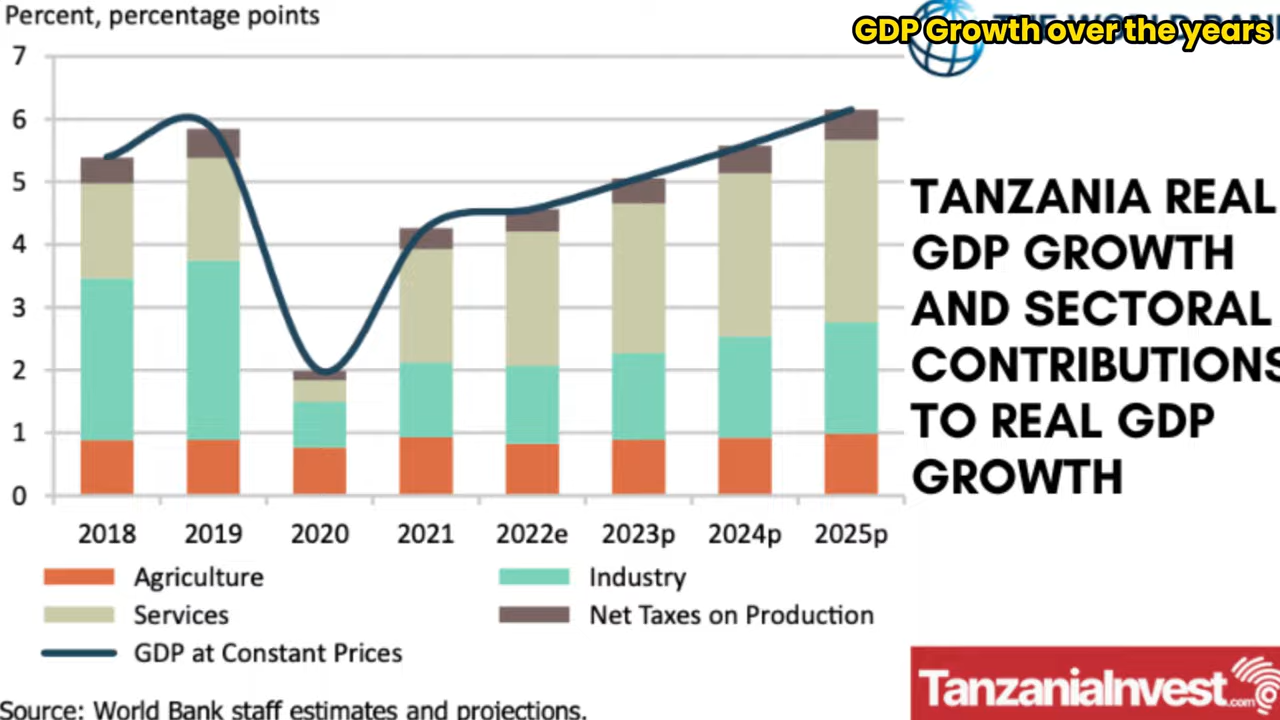 Percent, percentage points
GDP Growth over the years
7
6
5
4
3
2
1
0
2018 2019 2020 2021 2022e 2023p 2024p 2025p
Agriculture
Industry
Services
Net Taxes on Production
GDP at Constant Prices
Source: World Bank staff estimates and projections.
TANZANIA REAL
GDP GROWTH
AND SECTORAL
CONTRIBUTIONS
TO REAL GDP
GROWTH
TanzaniaInvest.com